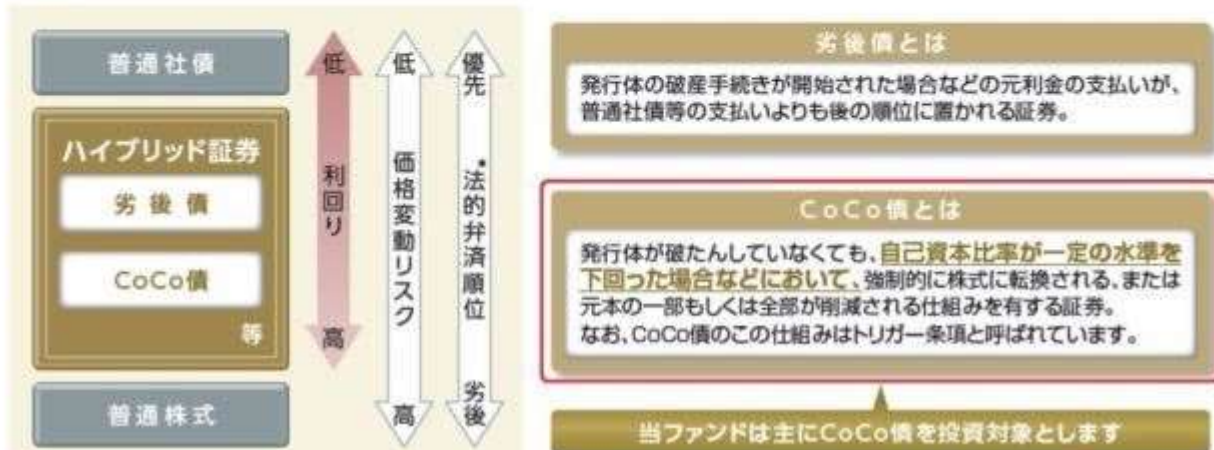 普通社債
ハイブリッド証券
劣後債
CoCo債
等
普通株式
低
利回り
高
低
価格変動リスク
高
優先
*法的弁済順位
劣後
劣後債とは
発行体の破産手続きが開始された場合などの元利金の支払いが、
普通社債等の支払いよりも後の順位に置かれる証券。
CoCo債とは
発行体が破たんしていなくても、自己資本比率が一定の水準を
下回った場合などにおいて、強制的に株式に転換される、または
元本の一部もしくは全部が削減される仕組みを有する証券。
なお、CoCo債のこの仕組みはトリガー条項と呼ばれています。
当ファンドは主にCoCo債を投資対象とします